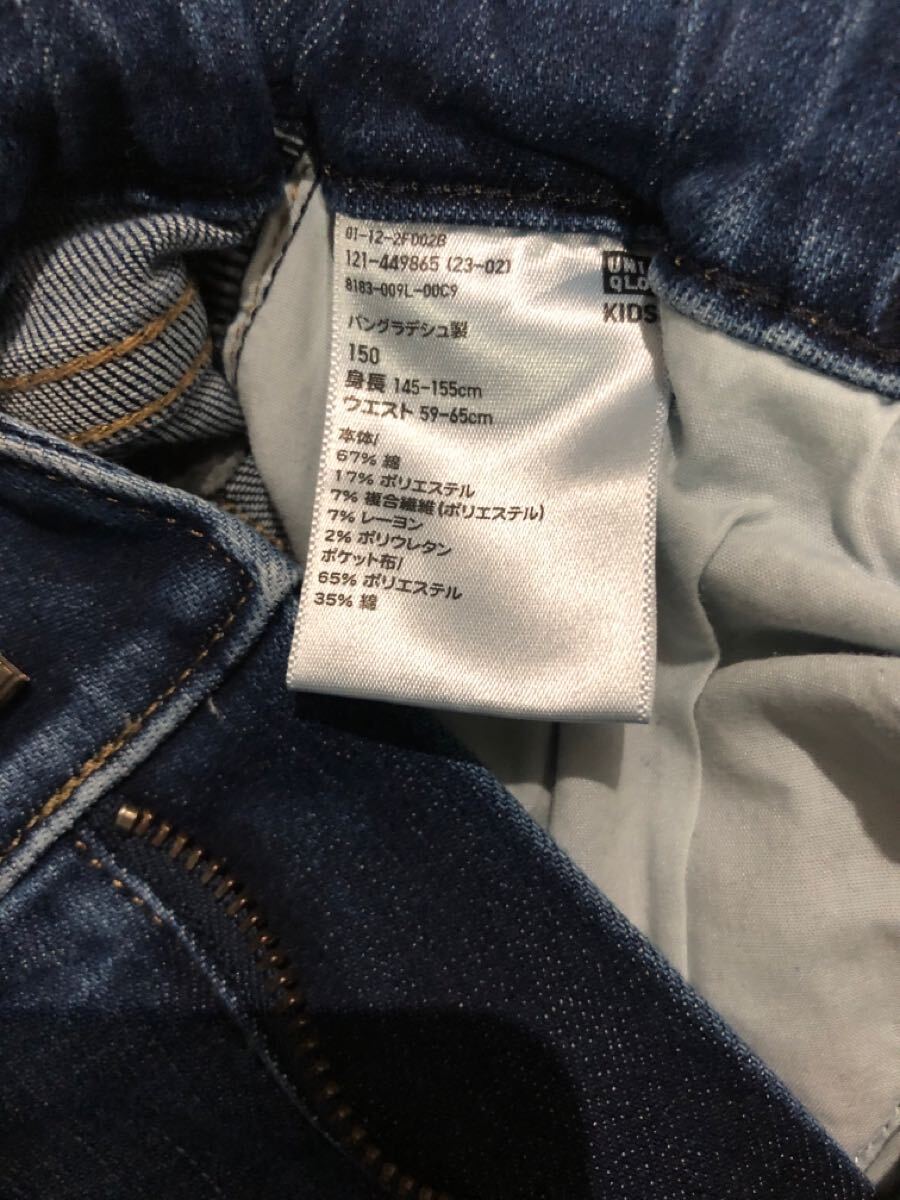 01-12-2F002B
121-449865 (23-02)
8183-009L-00C9
UNI
QLO
KIDS
バングラデシュ製
150
身長 145-155cm
ウエスト 59-65cm
本体/
67% 綿
17% ポリエステル
7% 複合繊維(ポリエステル)
7% レーヨン
2% ポリウレタン
ポケット布/
65% ポリエステル
35% 綿